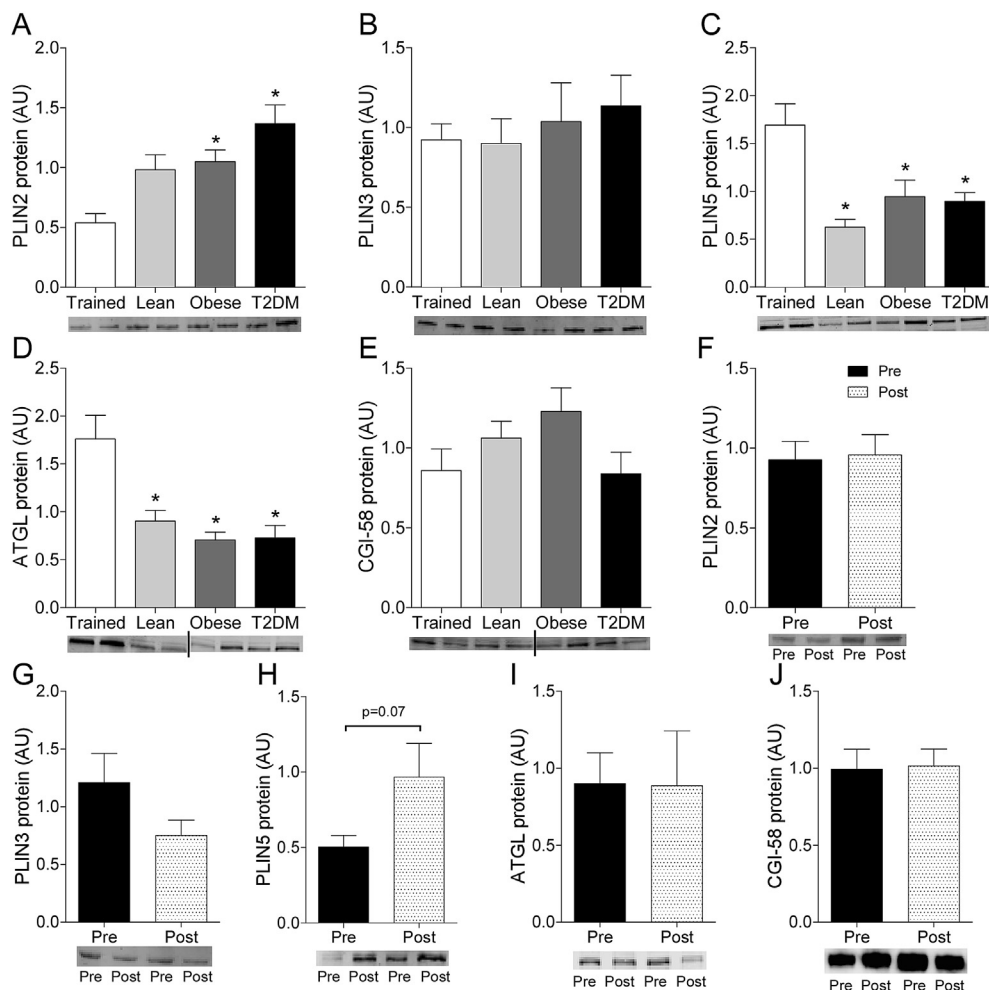 A
PLIN2 protein (AU)
2.0
1.5
1.0
0.5
0.0
*
*
Trained Lean Obese T2DM
B
PLIN3 protein (AU)
1.5
1.0
0.5
0.0
Trained Lean Obese T2DM
C
PLIN5 protein (AU)
2.5
2.0
1.5
1.0
0.5
0.0
*
*
*
Trained Lean Obese T2DM
D
ATGL protein (AU)
2.5
2.0
1.5
1.0
0.5
0.0
*
*
*
Trained Lean Obese T2DM
E
CGI-58 protein (AU)
1.5
1.0
0.5
0.0
Trained Lean Obese T2DM
F
PLIN2 protein (AU)
1.5
1.0
0.5
0.0
Pre
Post
Pre Post
Pre Post Pre Post
G
PLIN3 protein (AU)
2.0
1.5
1.0
0.5
0.0
Pre Post
Pre Post Pre Post
H
PLIN5 protein (AU)
1.5
1.0
0.5
0.0
p=0.07
Pre Post
Pre Post Pre Post
I
ATGL protein (AU)
1.5
1.0
0.5
0.0
Pre Post
Pre Post Pre Post
J
CGI-58 protein (AU)
1.5
1.0
0.5
0.0
Pre Post
Pre Post Pre Post